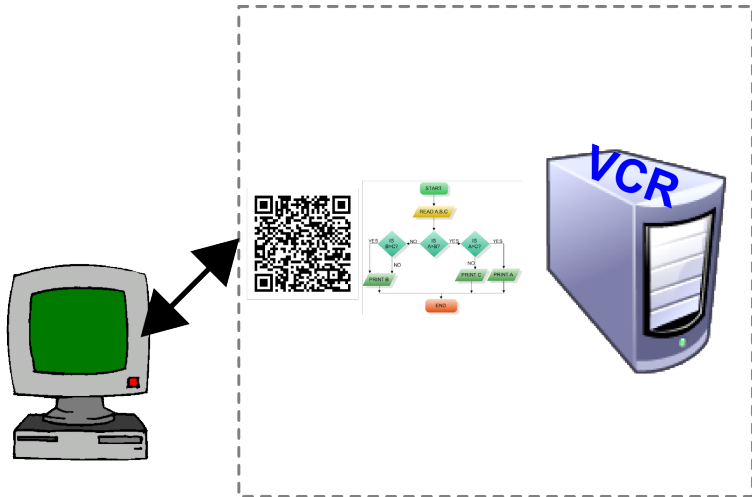 VCR
START
READ A,B,C
YES
IS
B>C?
NO
IS
A>B?
YES
IS
A>C?
YES
NO
NO
PRINT B
PRINT C
PRINT A
END